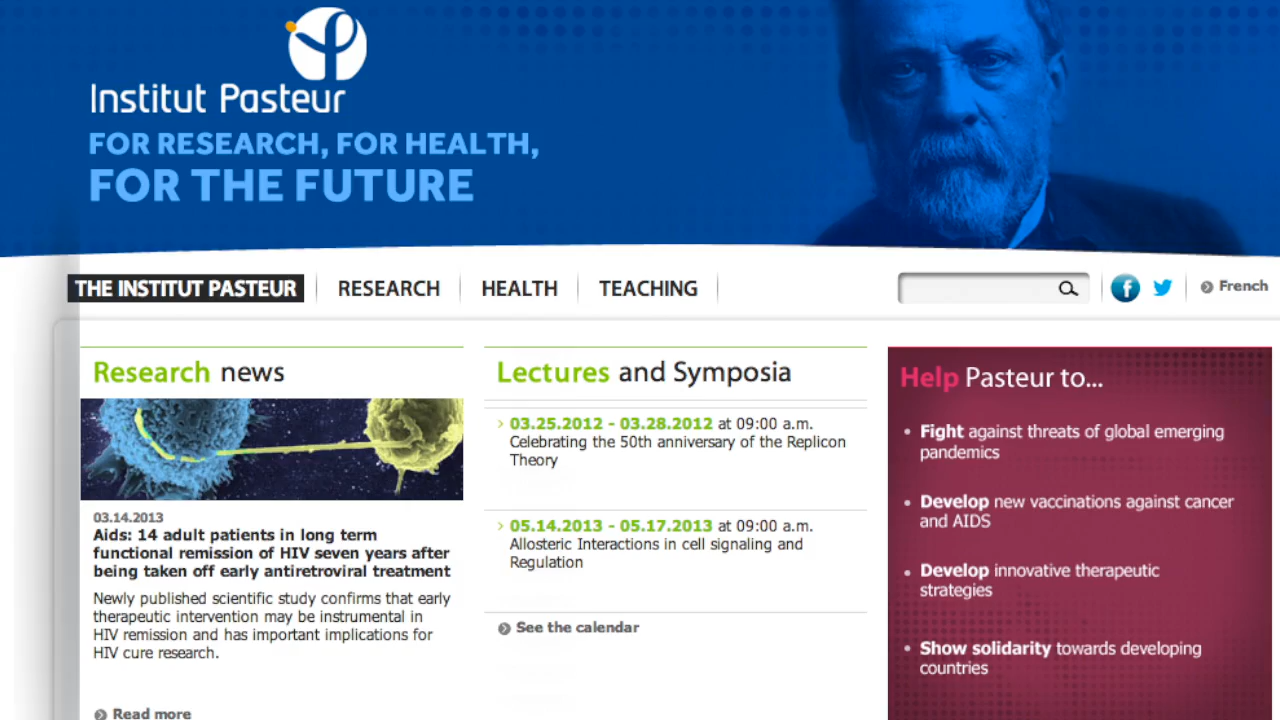 Institut Pasteur
FOR RESEARCH, FOR HEALTH,
FOR THE FUTURE
THE INSTITUT PASTEUR
RESEARCH
HEALTH
TEACHING
French
Research news
03.14.2013
Aids: 14 adult patients in long term
functional remission of HIV seven years after
being taken off early antiretroviral treatment
Newly published scientific study confirms that early
therapeutic intervention may be instrumental in
HIV remission and has important implications for
HIV cure research.
Read more
Lectures and Symposia
03.25.2012 - 03.28.2012 at 09:00 a.m.
Celebrating the 50th anniversary of the Replicon
Theory
05.14.2013 - 05.17.2013 at 09:00 a.m.
Allosteric Interactions in cell signaling and
Regulation
See the calendar
Help Pasteur to...
• Fight against threats of global emerging
pandemics
• Develop new vaccinations against cancer
and AIDS
• Develop innovative therapeutic
strategies
• Show solidarity towards developing
countries